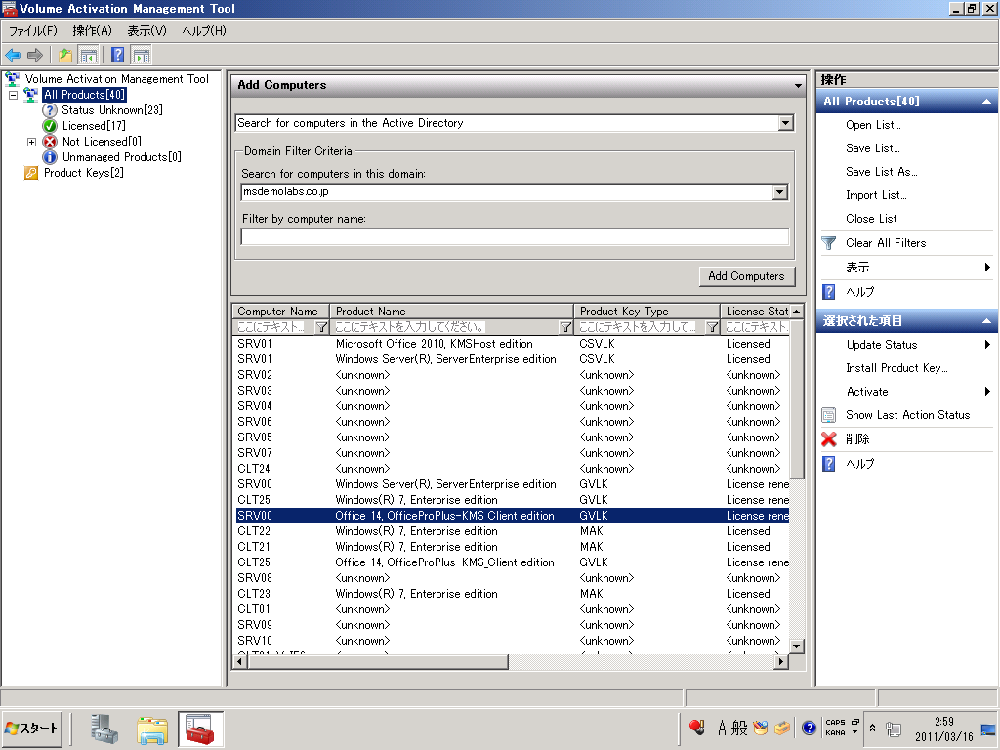 Volume Activation Management Tool
ファイル(F) 操作(A) 表示(V) ヘルプ(H)
Volume Activation Management Tool
All Products[40]
Status Unknown[23]
Licensed[17]
Not Licensed[0]
Unmanaged Products[0]
Product Keys[2]
Add Computers
Search for computers in the Active Directory
Domain Filter Criteria
Search for computers in this domain:
msdemolabs.co.jp
Filter by computer name:
Add Computers
Computer Name Product Name Product Key Type License Stat
ここにテキスト... ここにテキストを入力してください。 ここにテキストを入力して... ここにテキスト...
SRV01 Microsoft Office 2010, KMSHost edition CSVLK Licensed
SRV01 Windows Server(R), ServerEnterprise edition CSVLK Licensed
SRV02 <unknown> <unknown> <unknown>
SRV03 <unknown> <unknown> <unknown>
SRV04 <unknown> <unknown> <unknown>
SRV06 <unknown> <unknown> <unknown>
SRV05 <unknown> <unknown> <unknown>
SRV07 <unknown> <unknown> <unknown>
CLT24 <unknown> <unknown> <unknown>
SRV00 Windows Server(R), ServerEnterprise edition GVLK License rene
CLT25 Windows(R) 7, Enterprise edition GVLK License rene
SRV00 Office 14, OfficeProPlus-KMS_Client edition GVLK License rene
CLT22 Windows(R) 7, Enterprise edition MAK Licensed
CLT21 Windows(R) 7, Enterprise edition MAK Licensed
CLT25 Office 14, OfficeProPlus-KMS_Client edition GVLK License rene
SRV08 <unknown> <unknown> <unknown>
CLT23 Windows(R) 7, Enterprise edition MAK Licensed
CLT01 <unknown> <unknown> <unknown>
SRV09 <unknown> <unknown> <unknown>
SRV10 <unknown> <unknown> <unknown>
操作
All Products[40]
Open List...
Save List...
Save List As...
Import List...
Close List
Clear All Filters
表示
ヘルプ
選択された項目
Update Status
Install Product Key...
Activate
Show Last Action Status
削除
ヘルプ
スタート
A 般
CAPS
KANA
2:59
2011/03/16